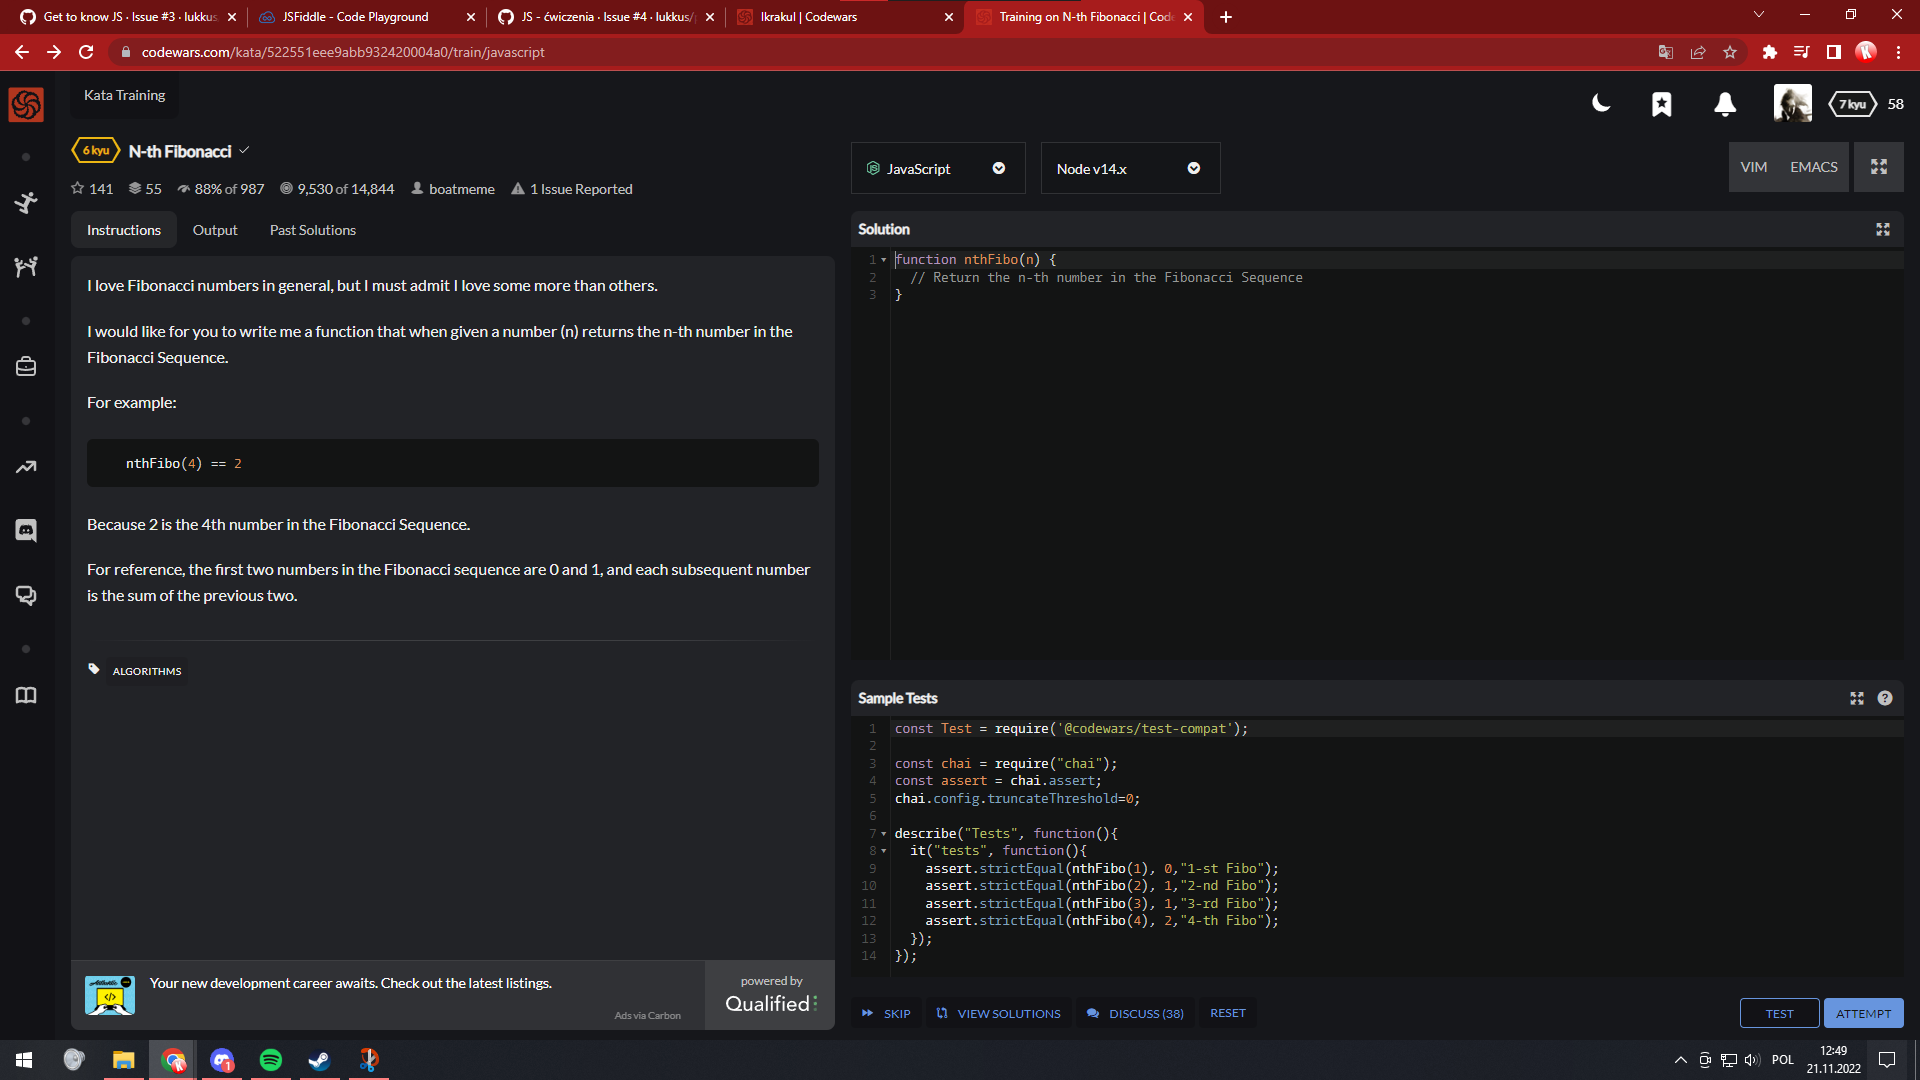 Get to know JS · Issue #3 · lukkus
JSFiddle - Code Playground
JS - ćwiczenia · Issue #4 · lukkus/
Ikrakul | Codewars
Training on N-th Fibonacci | Cod
codewars.com/kata/522551eee9abb932420004a0/train/javascript
Kata Training
7 kyu
58
6 kyu
N-th Fibonacci
141
55
88% of 987
9,530 of 14,844
boatmeme
1 Issue Reported
JavaScript
Node v14.x
VIM
EMACS
Instructions
Output
Past Solutions
I love Fibonacci numbers in general, but I must admit I love some more than others.
I would like for you to write me a function that when given a number (n) returns the n-th number in the
Fibonacci Sequence.
For example:
nthFibo(4) == 2
Because 2 is the 4th number in the Fibonacci Sequence.
For reference, the first two numbers in the Fibonacci sequence are 0 and 1, and each subsequent number
is the sum of the previous two.
ALGORITHMS
Your new development career awaits. Check out the latest listings.
Ads via Carbon
powered by
Qualified
Solution
1 function nthFibo(n) {
2 // Return the n-th number in the Fibonacci Sequence
3 }
Sample Tests
1 const Test = require('@codewars/test-compat');
2
3 const chai = require("chai");
4 const assert = chai.assert;
5 chai.config.truncateThreshold=0;
6
7 describe("Tests", function(){
8 it("tests", function(){
9 assert.strictEqual(nthFibo(1), 0,"1-st Fibo");
10 assert.strictEqual(nthFibo(2), 1,"2-nd Fibo");
11 assert.strictEqual(nthFibo(3), 1,"3-rd Fibo");
12 assert.strictEqual(nthFibo(4), 2,"4-th Fibo");
13 });
14 });
SKIP
VIEW SOLUTIONS
DISCUSS (38)
RESET
TEST
ATTEMPT
1
POL
12:49
21.11.2022